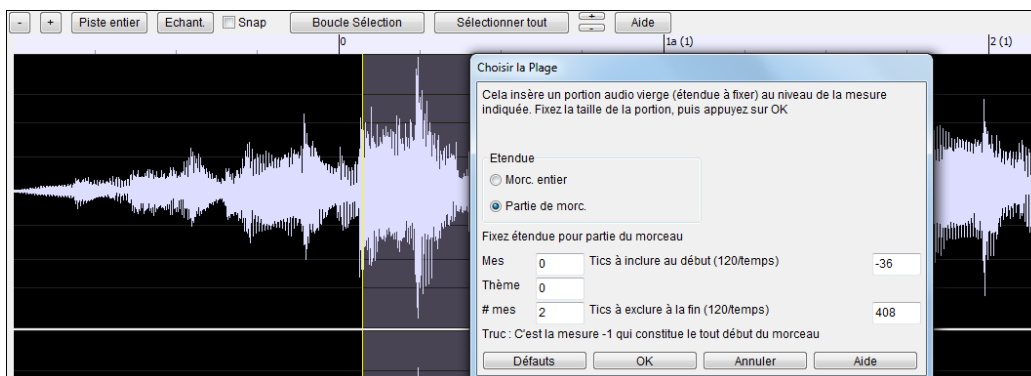 - + Piste entier Echant. Snap Boucle Sélection Sélectionner tout + - Aide
0 1a (1) 2 (1)
Choisir la Plage
Cela insère un portion audio vierge (étendue à fixer) au niveau de la mesure
indiquée. Fixez la taille de la portion, puis appuyez sur OK
Etendue
Morc. entier
Partie de morc.
Fixez étendue pour partie du morceau
Mes 0 Tics à inclure au début (120/temps) -36
Thème 0
# mes 2 Tics à exclure à la fin (120/temps) 408
Truc : C'est la mesure -1 qui constitue le tout début du morceau
Défauts OK Annuler Aide